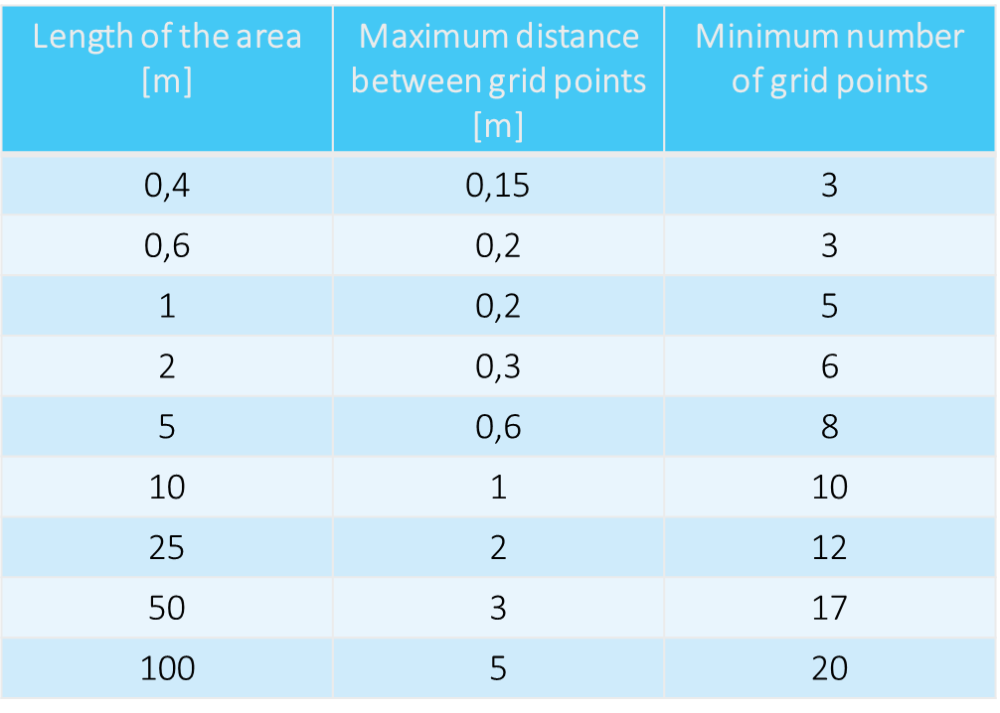 Length of the area [m] Maximum distance between grid points [m] Minimum number of grid points
0,4 0,15 3
0,6 0,2 3
1 0,2 5
2 0,3 6
5 0,6 8
10 1 10
25 2 12
50 3 17
100 5 20